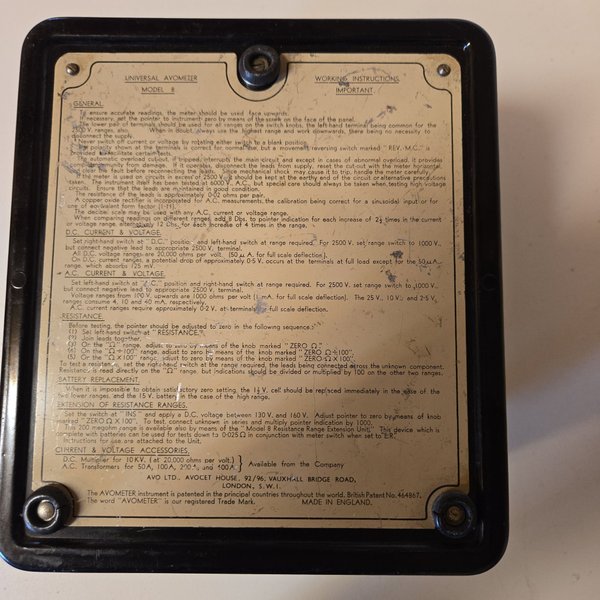 UNIVERSAL AVOMETER
MODEL 8
WORKING INSTRUCTIONS
IMPORTANT
GENERAL.
To ensure accurate readings, the meter should be used face upwards.
If necessary, set the pointer to instrument zero by means of the screw on the face of the panel.
The lower pair of terminals should be used for all ranges on the switch knobs, the left-hand terminal being common for the
2500 V. ranges, also. When in doubt, always use the highest range and work downwards, there being no necessity to
disconnect the supply.
Never switch off current or voltage by rotating either switch to a blank position.
The polarity shown at the terminals is correct for normal use, but a movement reversing switch marked "REV. M.C." is
provided to facilitate certain tests.
The automatic overload cut-out, if tripped, interrupts the main circuit and except in cases of abnormal overload, it provides
complete immunity from damage. If it operates, disconnect the leads from supply, reset the cut-out with the meter horizontal,
and clear the fault before reconnecting the leads. Since mechanical shock may cause it to trip, handle the meter carefully.
If the meter is used on circuits in excess of 2500 V., it should be kept at the earthy end of the circuit or alternative precautions
taken. The instrument itself has been tested at 6000 V., A.C., but special care should always be taken when testing high voltage
circuits. Ensure that the leads are maintained in good condition.
The resistance of the leads is approximately 0·02 ohms per pair.
A copper oxide rectifier is incorporated for A.C. measurements, the calibration being correct for a sinusoidal input or for
one of equivalent form factor (1·11).
The decibel scale may be used with any A.C. current or voltage range.
When comparing readings on different ranges, add 8 Dbs. to pointer indication for each increase of 2½ times in the current
or voltage range, alternatively 12 Dbs. for each increase of 4 times in the range.
D.C. CURRENT & VOLTAGE.
Set right-hand switch at "D.C." position and left-hand switch at range required. For 2500 V. set range switch to 1000 V.,
but connect negative lead to appropriate 2500 V. terminal.
All D.C. voltage ranges are 20,000 ohms per volt. (50 μ A. for full scale deflection).
On D.C. current ranges, a potential drop of approximately 0·5 V. occurs at the terminals at full load except for the 50 μA.
range, which absorbs 125 mV.
A.C. CURRENT & VOLTAGE.
Set left-hand switch at "A.C." position and right-hand switch at range required. For 2500 V. set range switch to 1000 V.,
but connect negative lead to appropriate 2500 V. terminal.
Voltage ranges from 100 V. upwards are 1000 ohms per volt (1 mA. for full scale deflection). The 25 V., 10 V., and 2·5 V.
ranges consume 4, 10 and 40 mA. respectively.
A.C. current ranges require approximately 0·2 V. at terminals for full scale deflection.
RESISTANCE.
Before testing, the pointer should be adjusted to zero in the following sequence:
(1) Set left-hand switch at "RESISTANCE."
(2) Join leads together.
(3) On the "Ω" range, adjust to zero by means of the knob marked "ZERO Ω."
(4) On the "Ω ÷ 100" range, adjust to zero by means of the knob marked "ZERO Ω ÷ 100".
(5) On the "Ω X 100" range, adjust to zero by means of the knob marked "ZERO Ω X 100".
To test a resistor, set the right-hand switch at the range required, the leads being connected across the unknown component.
Resistance is read directly on the "Ω" range, but indications should be divided or multiplied by 100 on the other two ranges.
BATTERY REPLACEMENT.
When it is impossible to obtain satisfactory zero setting, the 1½ V. cell should be replaced immediately in the case of the
two lower ranges, and the 15 V. battery in the case of the high range.
EXTENSION OF RESISTANCE RANGES.
Set the switch at "INS" and apply a D.C. voltage between 130 V. and 160 V. Adjust pointer to zero by means of knob
marked "ZERO Ω X 100". To test, connect unknown in series and multiply pointer indication by 1000.
This 200 megohm range is available also by means of the "Model 8 Resistance Range Extension Unit." This device which is
complete with batteries can be used for tests down to 0·025 Ω in conjunction with meter switch when set to
Instructions for use are attached to the Unit.
CURRENT & VOLTAGE ACCESSORIES.
D.C. Multiplier for 10 KV. (at 20,000 ohms per volt.)
A.C. Transformers for 50 A, 100 A, 200 A, and 400 A.
Available from the Company
AVO LTD., AVOCET HOUSE, 92/96, VAUXHALL BRIDGE ROAD,
LONDON, S.W.1.
The AVOMETER instrument is patented in the principal countries throughout the world. British Patent No. 464867.
The word "AVOMETER" is our registered Trade Mark. MADE IN ENGLAND.